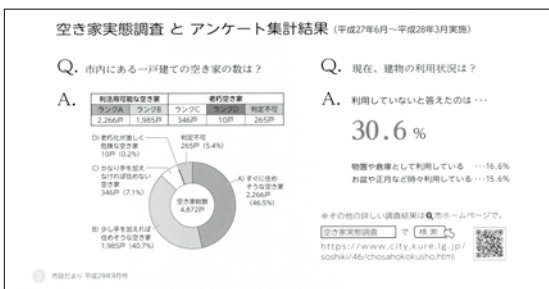 空き家実態調査 と アンケート集計結果（平成27年6月～平成28年3月実施）
Q. 市内にある一戸建ての空き家の数は？
A.
利活用可能な空き家 老朽空き家
ランクA ランクB ランクC ランクD 判定不可
2,266戸 1,985戸 346戸 10戸 265戸
D) 老朽化が激しく
危険な空き家
10戸 (0.2%)
判定不可
265戸 (5.4%)
C) かなり手を加え
なければ住めない
空き家
346戸 (7.1%)
A) すぐに住め
そうな空き家
2,266戸
(46.5%)
空き家総数
4,872戸
B) 少し手を加えれば
住めそうな空き家
1,985戸 (40.7%)
市政だより 平成29年9月号
Q. 現在、建物の利用状況は？
A. 利用していないと答えたのは …
30.6 %
物置や倉庫として利用している …16.6%
お盆や正月など時々利用している …15.6%
※その他の詳しい調査結果は市ホームページで。
空き家実態調査 で 検索
https://www.city.kure.lg.jp/
soshiki/46/chosahokokusho.html